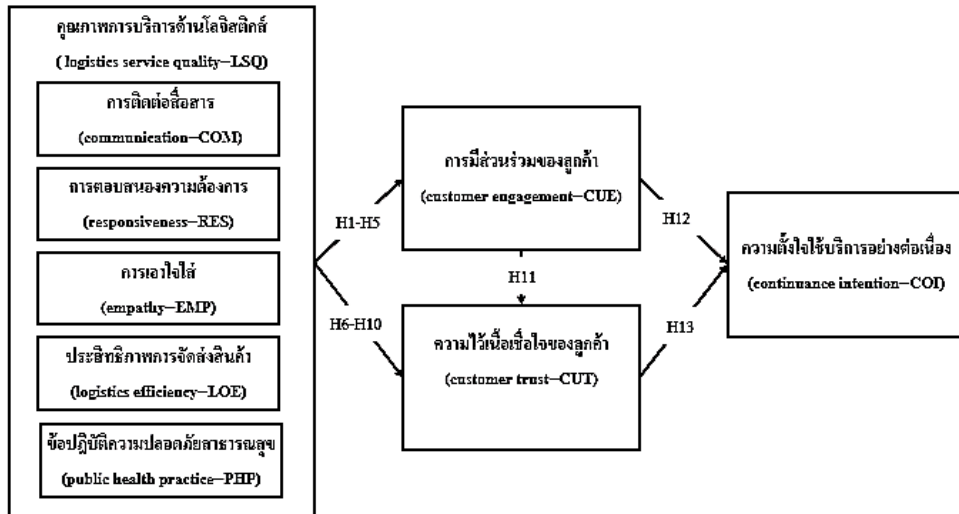 คุณภาพการบริการด้านโลจิสติกส์
( logistics service quality–LSQ)
การติดต่อสื่อสาร
(communication–COM)
การตอบสนองความต้องการ
(responsiveness–RES)
การเอาใจใส่
(empathy–EMP)
ประสิทธิภาพการจัดส่งสินค้า
(logistics efficiency–LOE)
ข้อปฏิบัติความปลอดภัยสาธารณสุข
(public health practice–PHP)
H1-H5
H6-H10
การมีส่วนร่วมของลูกค้า
(customer engagement–CUE)
H11
ความไว้เนื้อเชื่อใจของลูกค้า
(customer trust–CUT)
H12
H13
ความตั้งใจใช้บริการอย่างต่อเนื่อง
(continuance intention–COI)